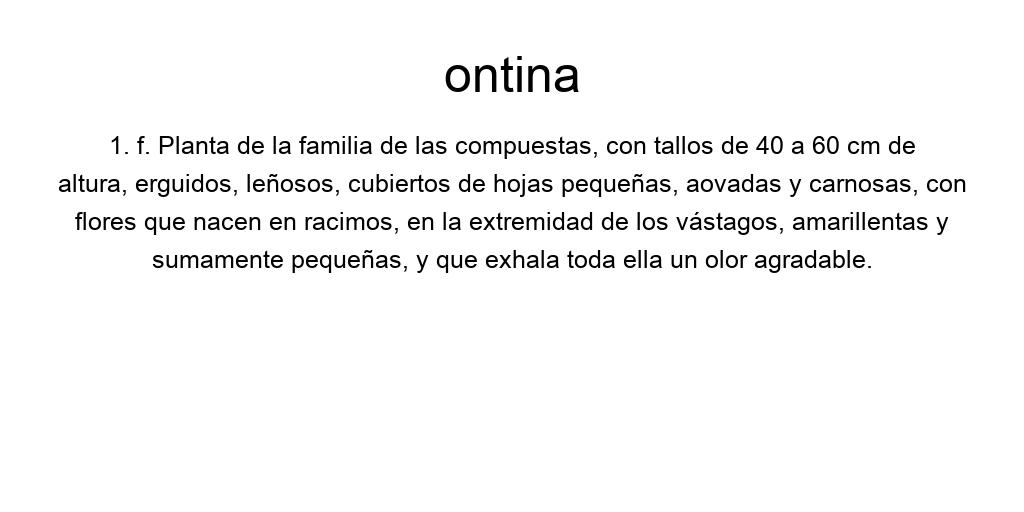 ontina
1. f. Planta de la familia de las compuestas, con tallos de 40 a 60 cm de
altura, erguidos, leñosos, cubiertos de hojas pequeñas, aovadas y carnosas, con
flores que nacen en racimos, en la extremidad de los vástagos, amarillentas y
sumamente pequeñas, y que exhala toda ella un olor agradable.